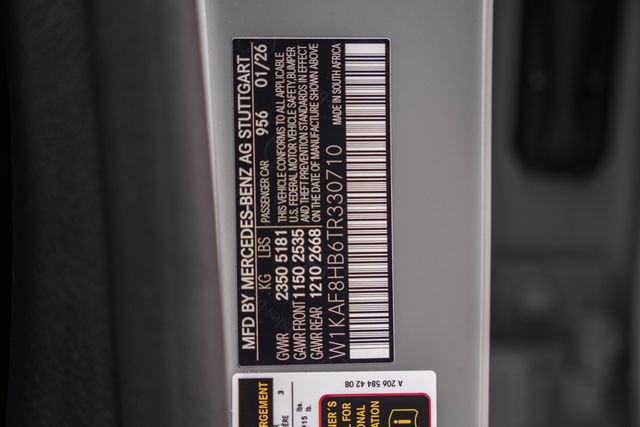 MFD BY MERCEDES-BENZ AG STUTTGART
KG LBS PASSENGER CAR 956 01/26
GVWR 2350 5181
GAWR FRONT 1150 2535
GAWR REAR 1210 2668
THIS VEHICLE CONFORMS TO ALL APPLICABLE
U.S. FEDERAL MOTOR VEHICLE SAFETY,BUMPER
AND THEFT PREVENTION STANDARDS IN EFFECT
ON THE DATE OF MANUFACTURE SHOWN ABOVE
W1KAF8HB6TR330710 MADE IN SOUTH AFRICA
A 206 584 42 08
3
lbs.
lb.